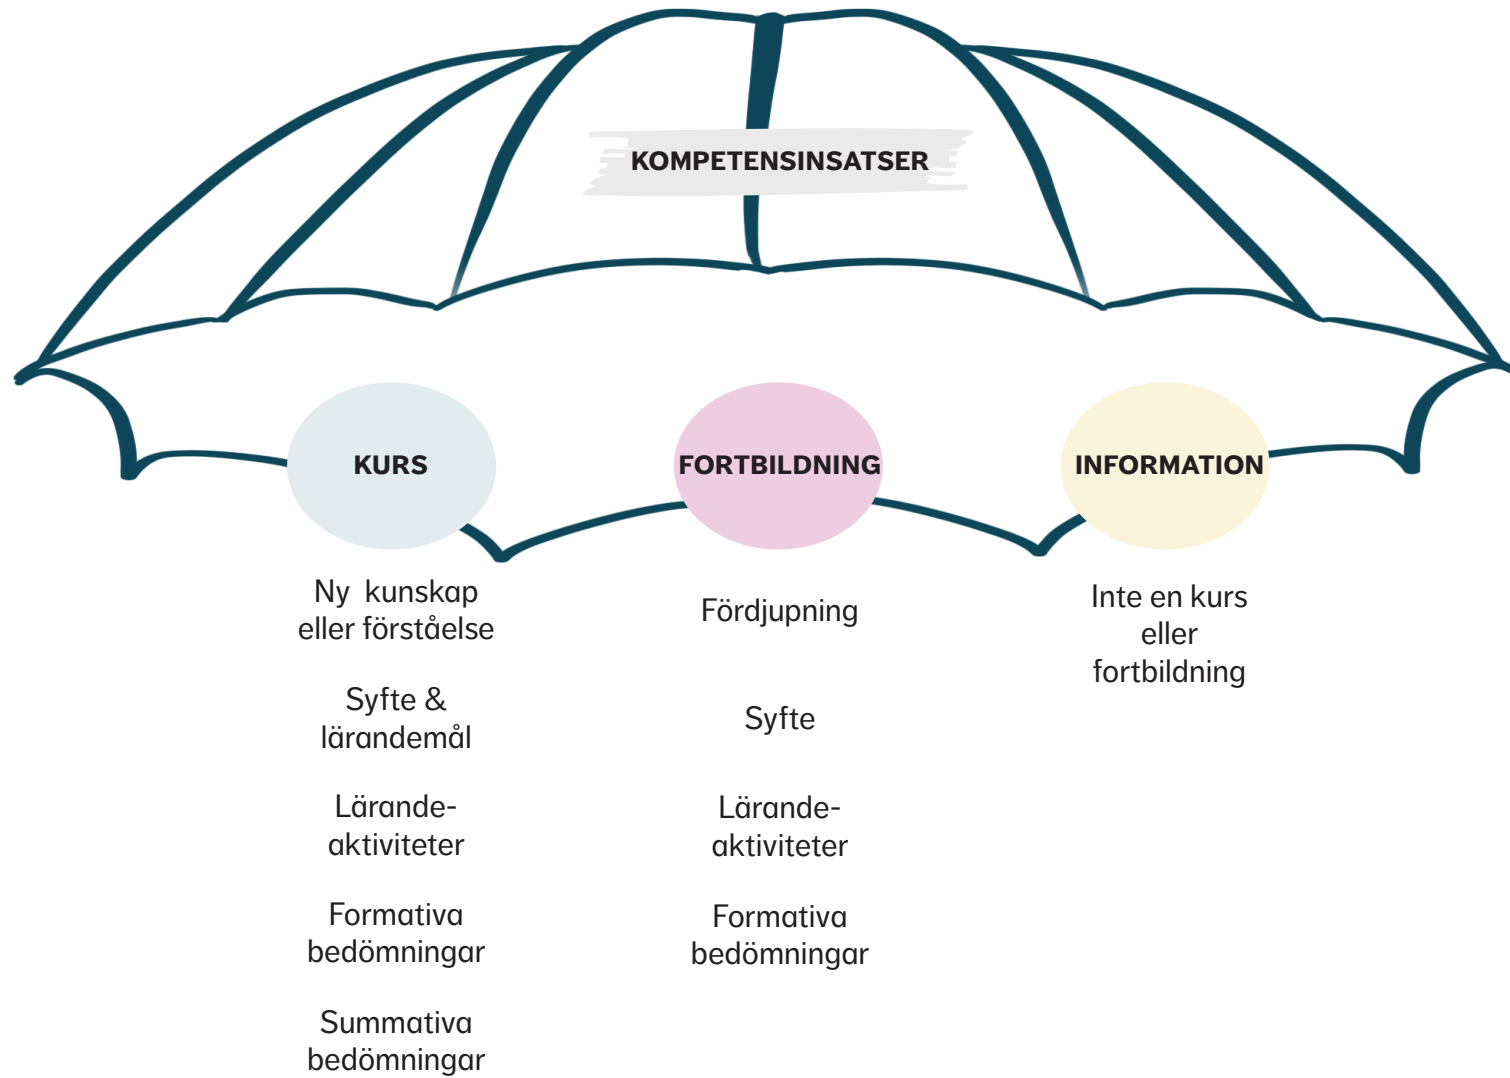 KOMPETENSINSATSER
KURS
Ny kunskap
eller förståelse
Syfte &
lärandemål
Lärande-
aktiviteter
Formativa
bedömningar
Summativa
bedömningar
FORTBILDNING
Fördjupning
Syfte
Lärande-
aktiviteter
Formativa
bedömningar
INFORMATION
Inte en kurs
eller
fortbildning